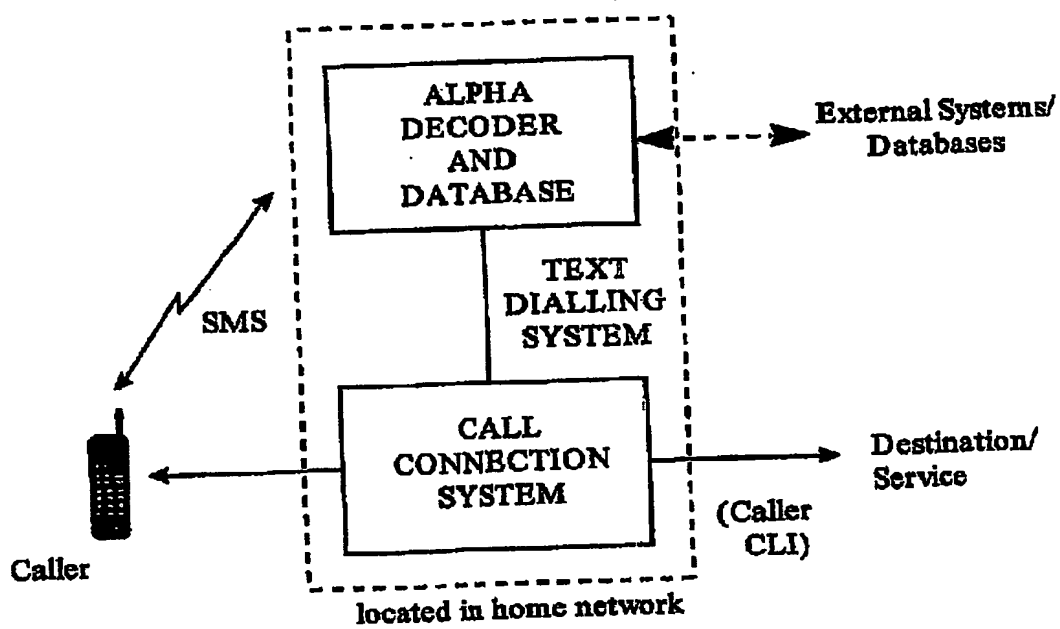 ALPHA
DECODER
AND
DATABASE
External Systems/
Databases
TEXT
DIALLING
SYSTEM
SMS
CALL
CONNECTION
SYSTEM
Destination/
Service
(Caller
CLI)
Caller
located in home network